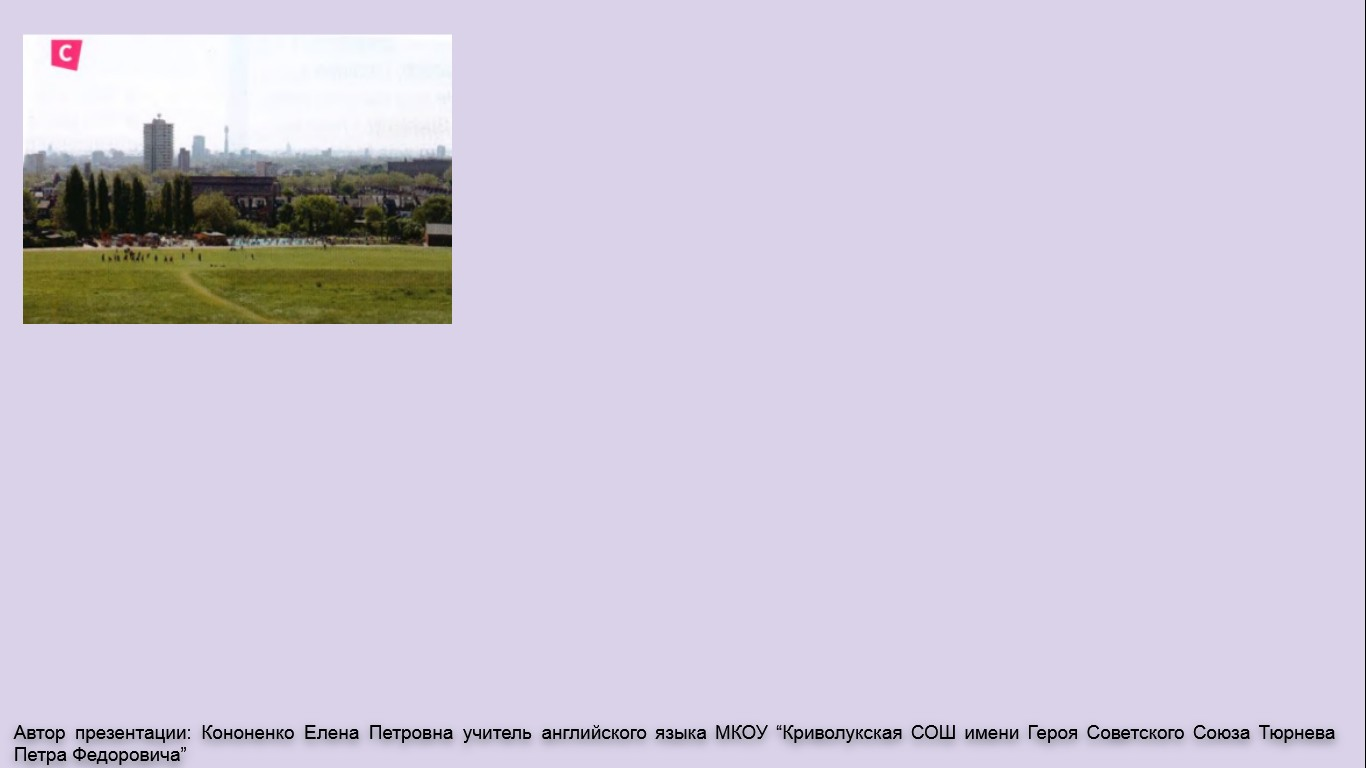 C
Автор презентации: Кононенко Елена Петровна учитель английского языка МКОУ “Криволукская СОШ имени Героя Советского Союза Тюрнева
Петра Федоровича”